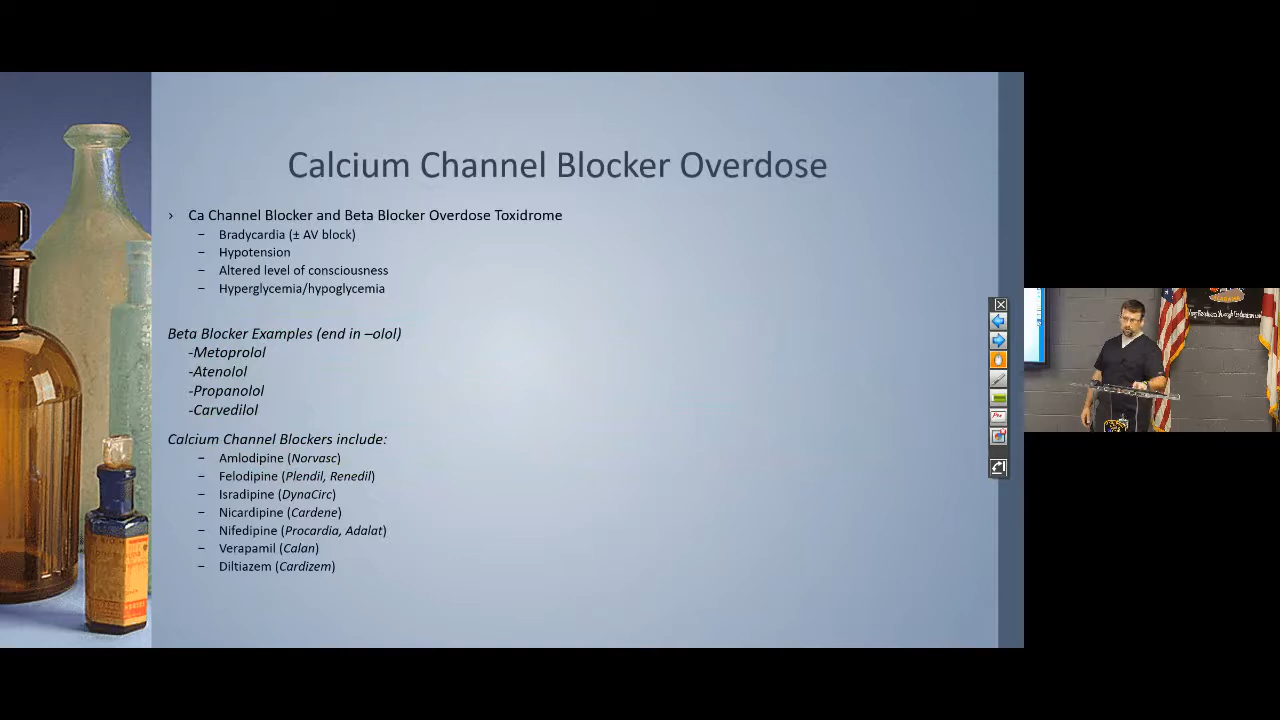 Calcium Channel Blocker Overdose
› Ca Channel Blocker and Beta Blocker Overdose Toxidrome
– Bradycardia (± AV block)
– Hypotension
– Altered level of consciousness
– Hyperglycemia/hypoglycemia
Beta Blocker Examples (end in –olol)
-Metoprolol
-Atenolol
-Propanolol
-Carvedilol
Calcium Channel Blockers include:
– Amlodipine (Norvasc)
– Felodipine (Plendil, Renedil)
– Isradipine (DynaCirc)
– Nicardipine (Cardene)
– Nifedipine (Procardia, Adalat)
– Verapamil (Calan)
– Diltiazem (Cardizem)